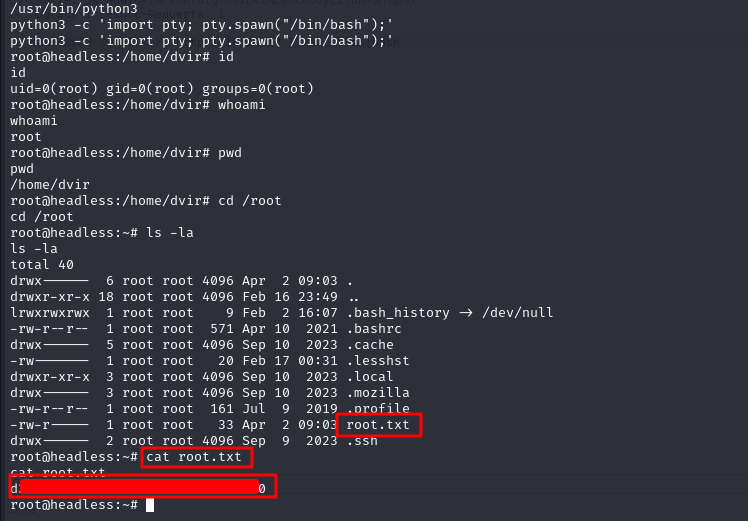 /usr/bin/python3
python3 -c 'import pty; pty.spawn("/bin/bash");'
python3 -c 'import pty; pty.spawn("/bin/bash");'
root@headless:/home/dvir# id
id
uid=0(root) gid=0(root) groups=0(root)
root@headless:/home/dvir# whoami
whoami
root
root@headless:/home/dvir# pwd
pwd
/home/dvir
root@headless:/home/dvir# cd /root
cd /root
root@headless:~# ls -la
ls -la
total 40
drwx------  6 root root 4096 Apr  2 09:03 .
drwxr-xr-x 18 root root 4096 Feb 16 23:49 ..
lrwxrwxrwx  1 root root    9 Feb  2 16:07 .bash_history -> /dev/null
-rw-r--r--  1 root root  571 Apr 10  2021 .bashrc
drwx------  5 root root 4096 Sep 10  2023 .cache
-rw-------  1 root root   20 Feb 17 00:31 .lesshst
drwxr-xr-x  3 root root 4096 Sep 10  2023 .local
drwx------  3 root root 4096 Sep 10  2023 .mozilla
-rw-r--r--  1 root root  161 Jul  9  2019 .profile
-rw-r-----  1 root root   33 Apr  2 09:03 root.txt
drwx------  2 root root 4096 Sep  9  2023 .ssh
root@headless:~# cat root.txt
cat root.txt
root@headless:~#